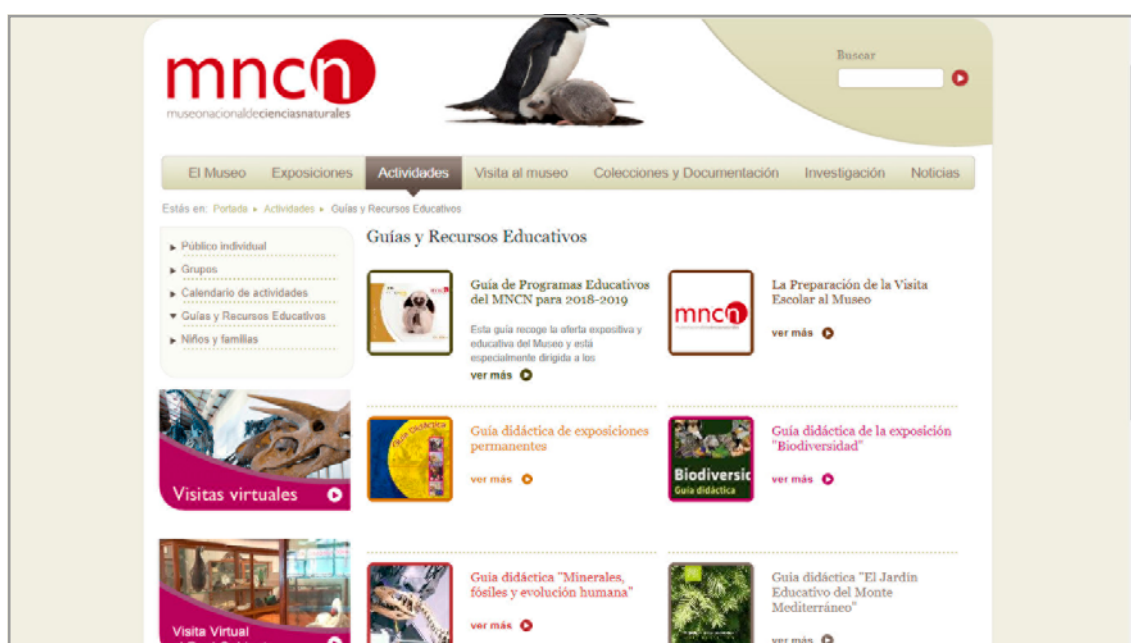 mncn
museonacionaldecienciasnaturales
Buscar
El Museo Exposiciones Actividades Visita al museo Colecciones y Documentación Investigación Noticias
Estás en: Portada ▸ Actividades ▸ Guías y Recursos Educativos
Público individual
Grupos
Calendario de actividades
Guías y Recursos Educativos
Niños y familias
Visitas virtuales
Visita Virtual
Guías y Recursos Educativos
Guía de Programas Educativos
del MNCN para 2018-2019
Esta guía recoge la oferta expositiva y
educativa del Museo y está
especialmente dirigida a los
ver más
mncn
La Preparación de la Visita
Escolar al Museo
ver más
Guía Didáctica
Guía didáctica de exposiciones
permanentes
ver más
Biodiversid
Guía didáctica
Guía didáctica de la exposición
"Biodiversidad"
ver más
Guía didáctica "Minerales,
fósiles y evolución humana"
ver más
Guía didáctica "El Jardín
Educativo del Monte
Mediterráneo"
ver más